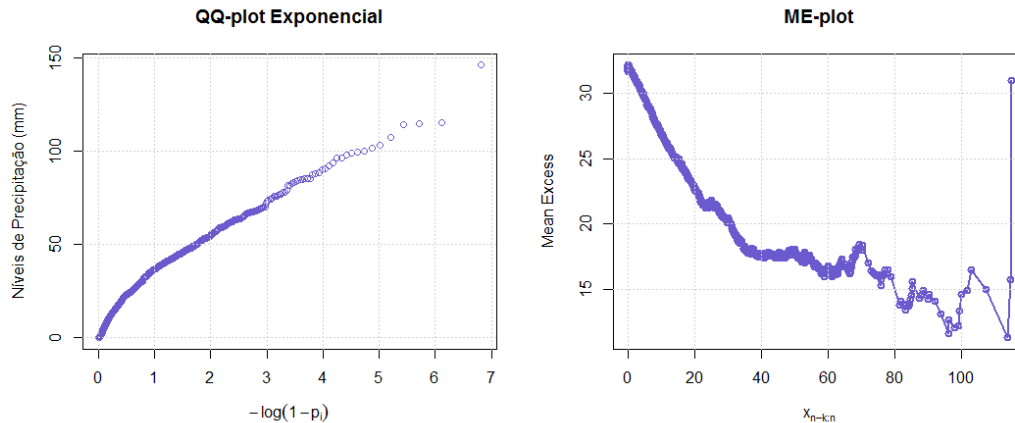 QQ-plot Exponencial
Níveis de Precipitação (mm)
150
100
50
0
0 1 2 3 4 5 6 7
−log(1−pᵢ)
ME-plot
Mean Excess
30
25
20
15
0 20 40 60 80 100
xₙ₋ₖ:ₙ